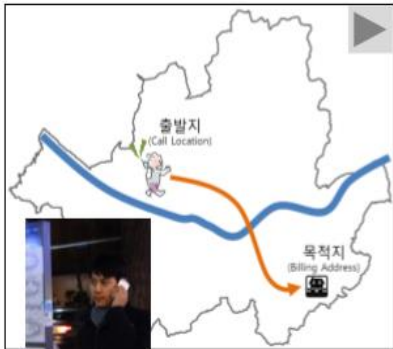 출발지
(Call Location)
목적지
(Billing Address)